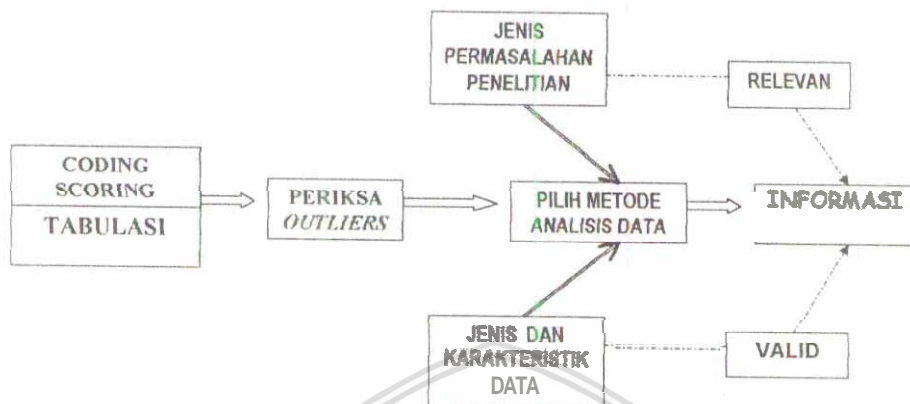 JENIS
PERMASALAHAN
PENELITIAN
RELEVAN
CODING
SCORING
TABULASI
PERIKSA
OUTLIERS
PILIH METODE
ANALISIS DATA
INFORMASI
JENIS DAN
KARAKTERISTIK
DATA
VALID